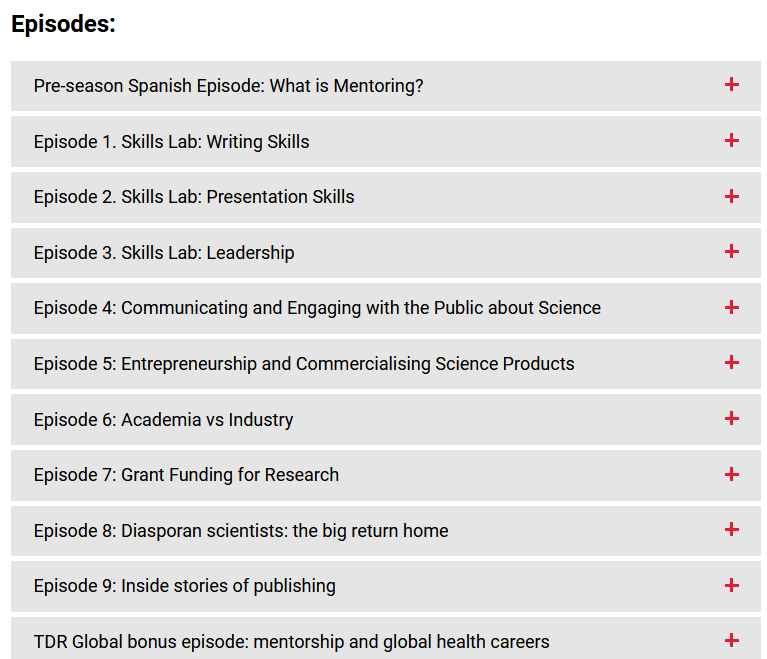 Episodes:
Pre-season Spanish Episode: What is Mentoring?
Episode 1. Skills Lab: Writing Skills
Episode 2. Skills Lab: Presentation Skills
Episode 3. Skills Lab: Leadership
Episode 4: Communicating and Engaging with the Public about Science
Episode 5: Entrepreneurship and Commercialising Science Products
Episode 6: Academia vs Industry
Episode 7: Grant Funding for Research
Episode 8: Diasporan scientists: the big return home
Episode 9: Inside stories of publishing
TDR Global bonus episode: mentorship and global health careers